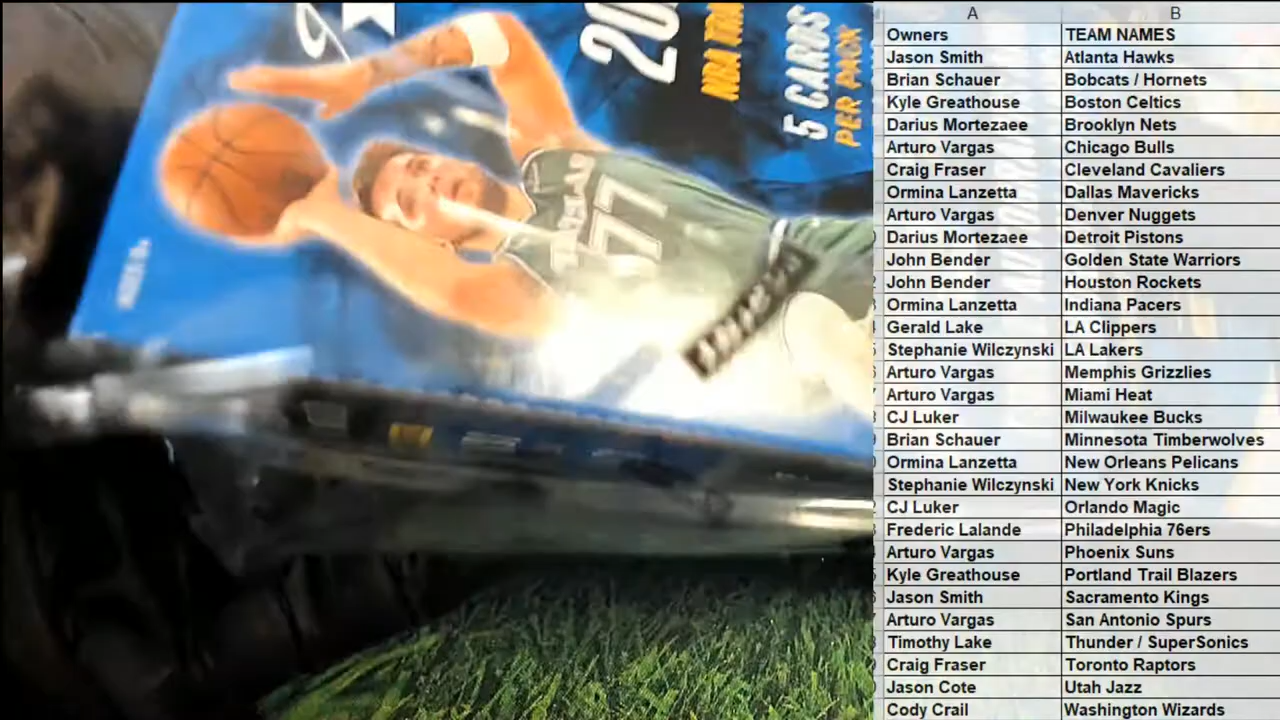 20
NBA TRA
5 CARDS
PER PACK
77
A B
Owners TEAM NAMES
Jason Smith Atlanta Hawks
Brian Schauer Bobcats / Hornets
Kyle Greathouse Boston Celtics
Darius Mortezaee Brooklyn Nets
Arturo Vargas Chicago Bulls
Craig Fraser Cleveland Cavaliers
Ormina Lanzetta Dallas Mavericks
Arturo Vargas Denver Nuggets
Darius Mortezaee Detroit Pistons
John Bender Golden State Warriors
John Bender Houston Rockets
Ormina Lanzetta Indiana Pacers
Gerald Lake LA Clippers
Stephanie Wilczynski LA Lakers
Arturo Vargas Memphis Grizzlies
Arturo Vargas Miami Heat
CJ Luker Milwaukee Bucks
Brian Schauer Minnesota Timberwolves
Ormina Lanzetta New Orleans Pelicans
Stephanie Wilczynski New York Knicks
CJ Luker Orlando Magic
Frederic Lalande Philadelphia 76ers
Arturo Vargas Phoenix Suns
Kyle Greathouse Portland Trail Blazers
Jason Smith Sacramento Kings
Arturo Vargas San Antonio Spurs
Timothy Lake Thunder / SuperSonics
Craig Fraser Toronto Raptors
Jason Cote Utah Jazz
Cody Crail Washington Wizards